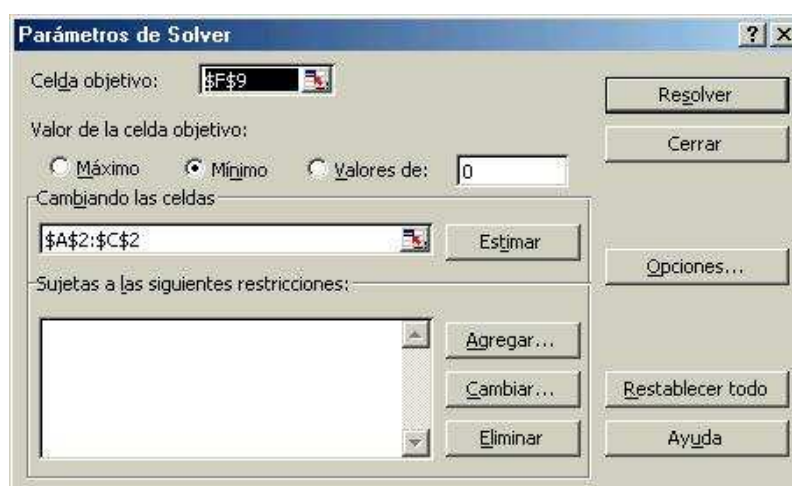 Parámetros de Solver
Celda objetivo: $F$9
Resolver
Valor de la celda objetivo:
Cerrar
Máximo Mínimo Valores de: 0
Cambiando las celdas
$A$2:$C$2 Estimar
Opciones...
Sujetas a las siguientes restricciones:
Agregar...
Cambiar... Restablecer todo
Eliminar Ayuda